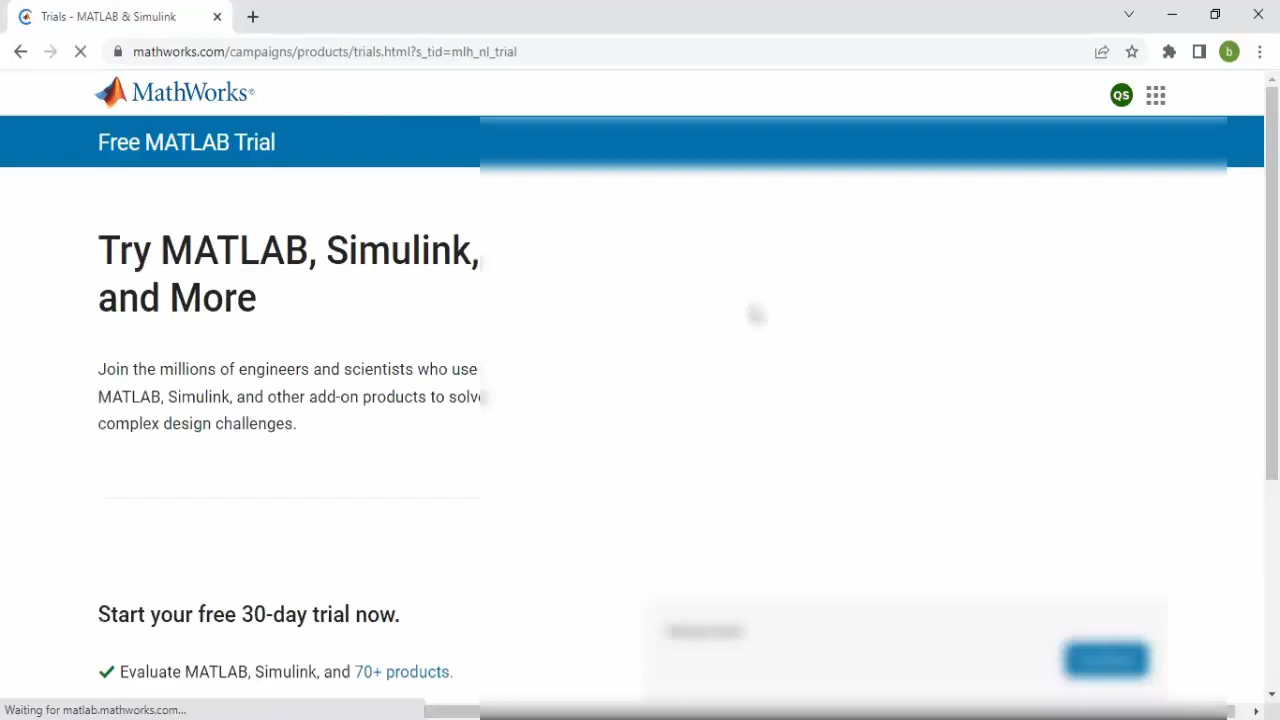 Trials - MATLAB & Simulink
mathworks.com/campaigns/products/trials.html?s_tid=mlh_nl_trial
b
MathWorks®
QS
Free MATLAB Trial
Try MATLAB, Simulink,
and More
Join the millions of engineers and scientists who use
MATLAB, Simulink, and other add-on products to solve
complex design challenges.
Start your free 30-day trial now.
Evaluate MATLAB, Simulink, and 70+ products.
Waiting for matlab.mathworks.com...